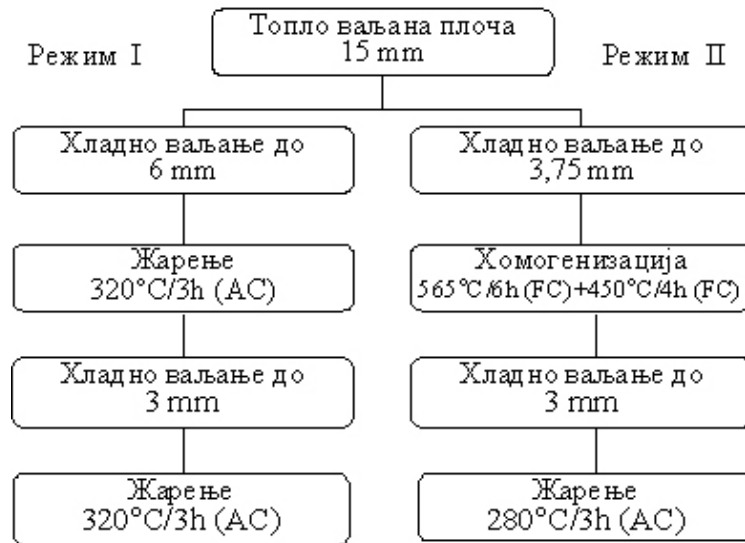 Топло ваљана плоча
15 mm
Режим I
Режим II
Хладно ваљање до
6 mm
Хладно ваљање до
3,75 mm
Жарење
320°C/3h (AC)
Хомогенизација
565°C/6h (FC)+450°C/4h (FC)
Хладно ваљање до
3 mm
Хладно ваљање до
3 mm
Жарење
320°C/3h (AC)
Жарење
280°C/3h (AC)